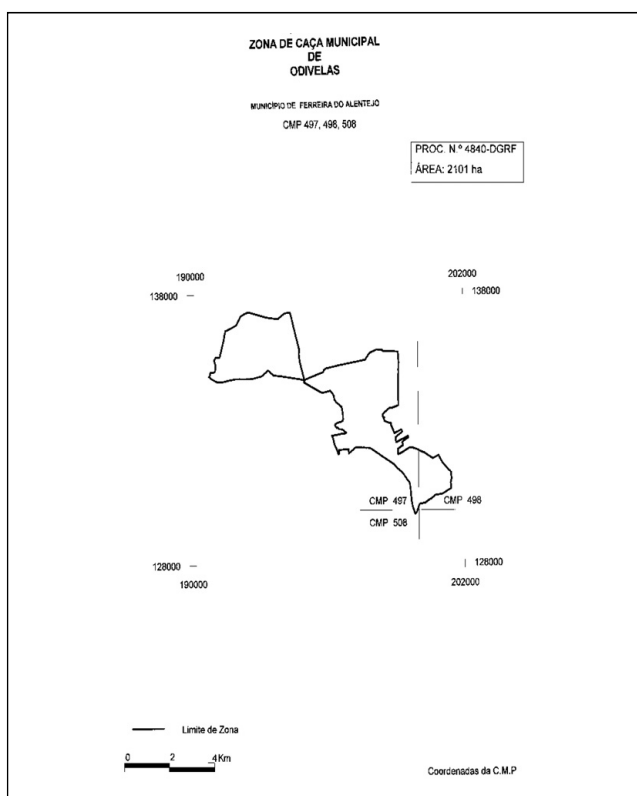 ZONA DE CAÇA MUNICIPAL
DE
ODIVELAS
MUNICÍPIO DE FERREIRA DO ALENTEJO
CMP 497, 498, 508
PROC. N.º 4840-DGRF
ÁREA: 2101 ha
190000
202000
138000
138000
CMP 497
CMP 498
CMP 508
128000
128000
190000
202000
Limite de Zona
0 2 4 Km
Coordenadas da C.M.P